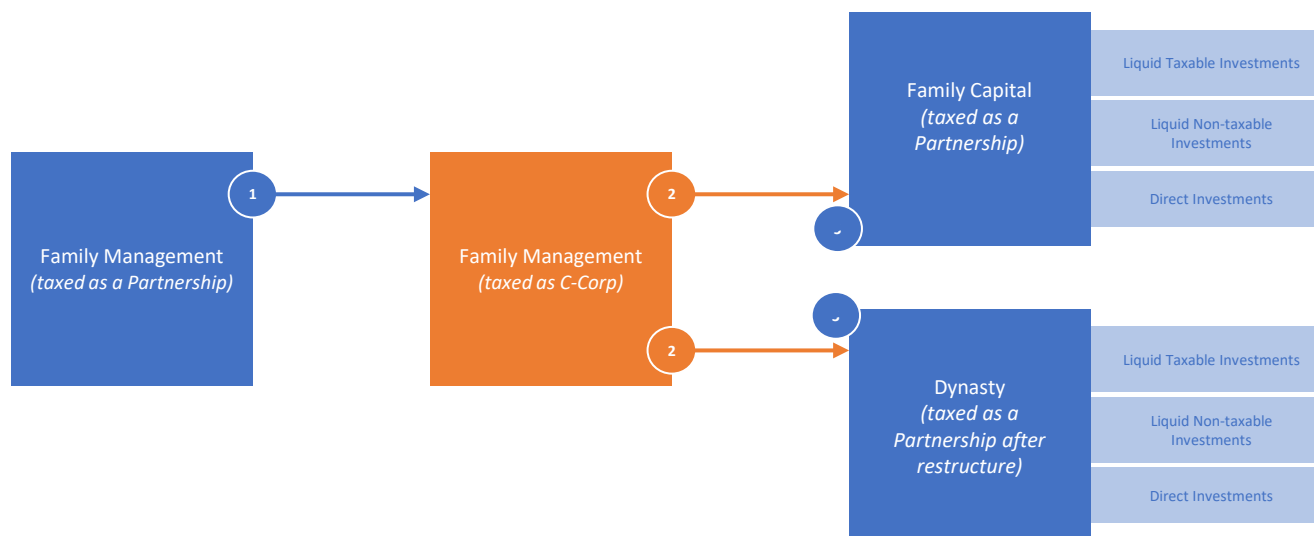 Family Management
(taxed as a Partnership)
1
Family Management
(taxed as C-Corp)
2
2
Family Capital
(taxed as a
Partnership)
Liquid Taxable Investments
Liquid Non-taxable
Investments
Direct Investments
Dynasty
(taxed as a
Partnership after
restructure)
Liquid Taxable Investments
Liquid Non-taxable
Investments
Direct Investments